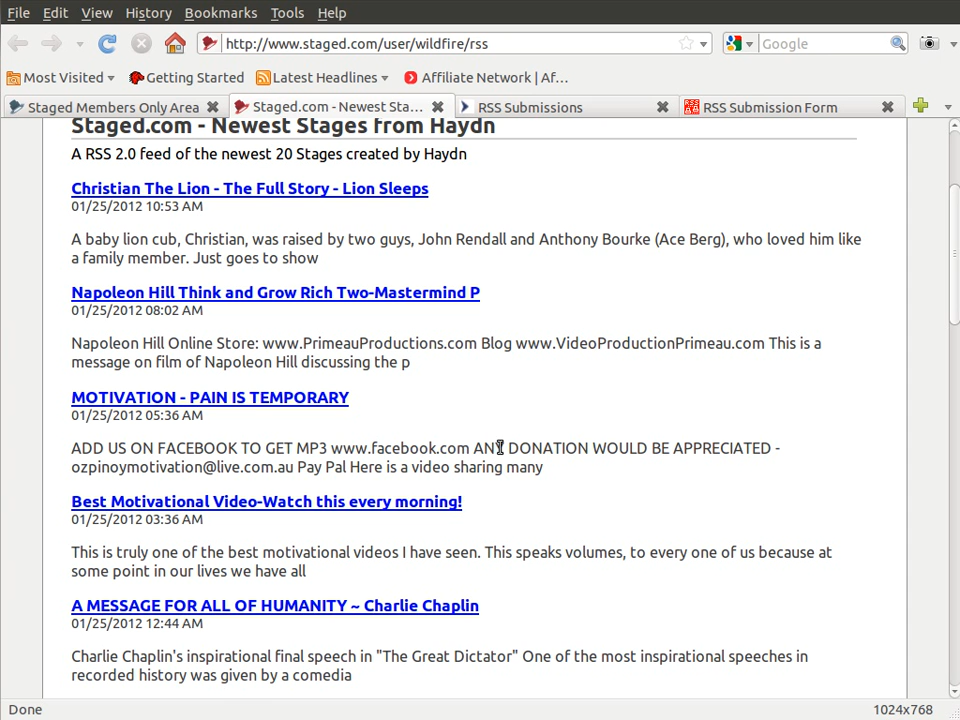 File Edit View History Bookmarks Tools Help
http://www.staged.com/user/wildfire/rss Google
Most Visited Getting Started Latest Headlines Affiliate Network | Af...
Staged Members Only Area Staged.com - Newest Sta... RSS Submissions RSS Submission Form
Staged.com - Newest Stages from Haydn
A RSS 2.0 feed of the newest 20 Stages created by Haydn
Christian The Lion - The Full Story - Lion Sleeps
01/25/2012 10:53 AM
A baby lion cub, Christian, was raised by two guys, John Rendall and Anthony Bourke (Ace Berg), who loved him like
a family member. Just goes to show
Napoleon Hill Think and Grow Rich Two-Mastermind P
01/25/2012 08:02 AM
Napoleon Hill Online Store: www.PrimeauProductions.com Blog www.VideoProductionPrimeau.com This is a
message on film of Napoleon Hill discussing the p
MOTIVATION - PAIN IS TEMPORARY
01/25/2012 05:36 AM
ADD US ON FACEBOOK TO GET MP3 www.facebook.com DONATION WOULD BE APPRECIATED -
ozpinoymotivation@live.com.au Pay Pal Here is a video sharing many
Best Motivational Video-Watch this every morning!
01/25/2012 03:36 AM
This is truly one of the best motivational videos I have seen. This speaks volumes, to every one of us because at
some point in our lives we have all
A MESSAGE FOR ALL OF HUMANITY ~ Charlie Chaplin
01/25/2012 12:44 AM
Charlie Chaplin's inspirational final speech in "The Great Dictator" One of the most inspirational speeches in
recorded history was given by a comedia
Done 1024x768